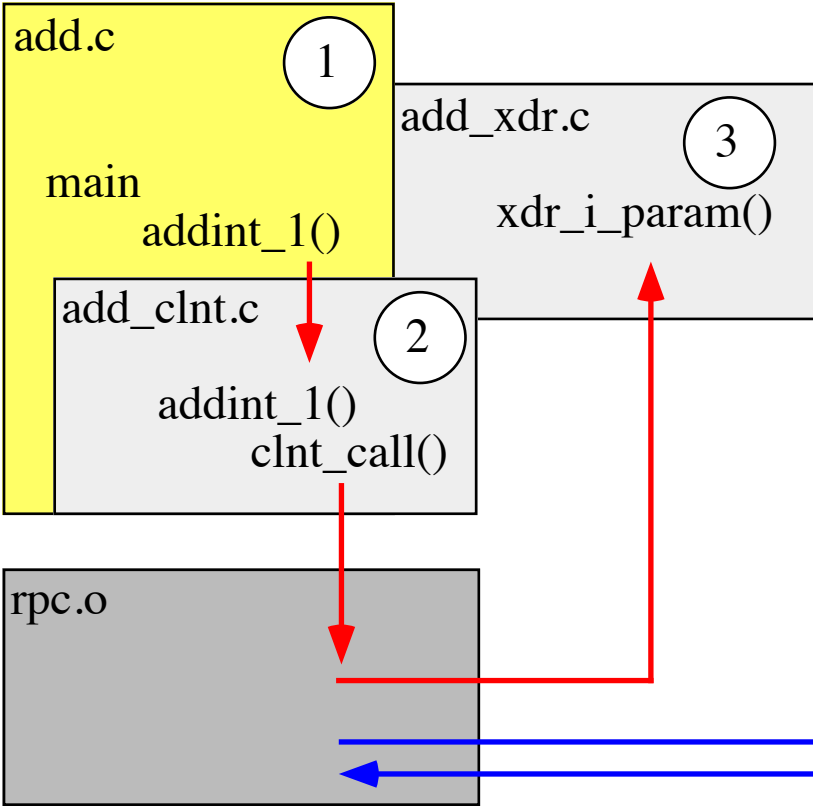 add.c
1
main
addint_1()
add_xdr.c
3
xdr_i_param()
add_clnt.c
2
addint_1()
clnt_call()
rpc.o